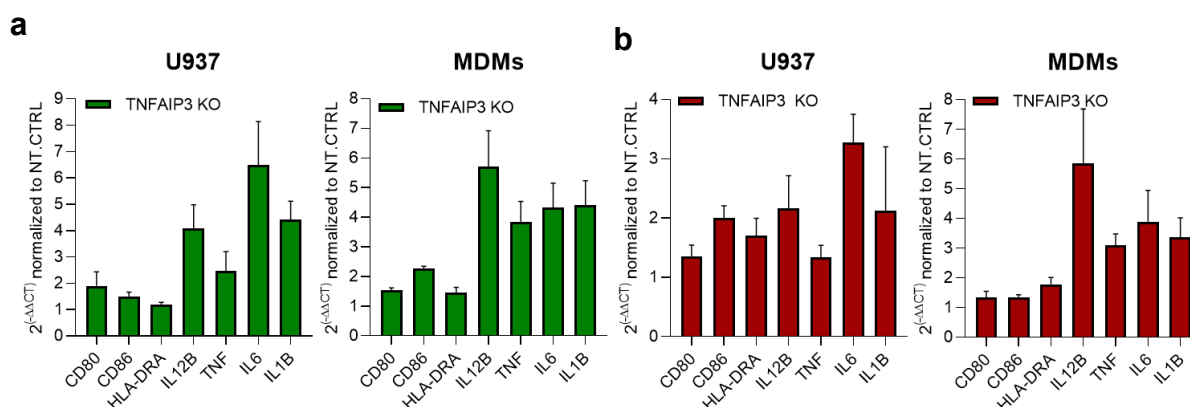 a
U937
2(-ΔΔCT) normalized to NT.CTRL
9
8
7
6
5
4
3
2
1
0
TNFAIP3 KO
CD80
CD86
HLA-DRA
IL12B
TNF
IL6
IL1B
MDMs
2(-ΔΔCT) normalized to NT.CTRL
8
7
6
5
4
3
2
1
0
TNFAIP3 KO
CD80
CD86
HLA-DRA
IL12B
TNF
IL6
IL1B
b
U937
2(-ΔΔCT) normalized to NT.CTRL
4
3
2
1
0
TNFAIP3 KO
CD80
CD86
HLA-DRA
IL12B
TNF
IL6
IL1B
MDMs
2(-ΔΔCT) normalized to NT.CTRL
8
7
6
5
4
3
2
1
0
TNFAIP3 KO
CD80
CD86
HLA-DRA
IL12B
TNF
IL6
IL1B